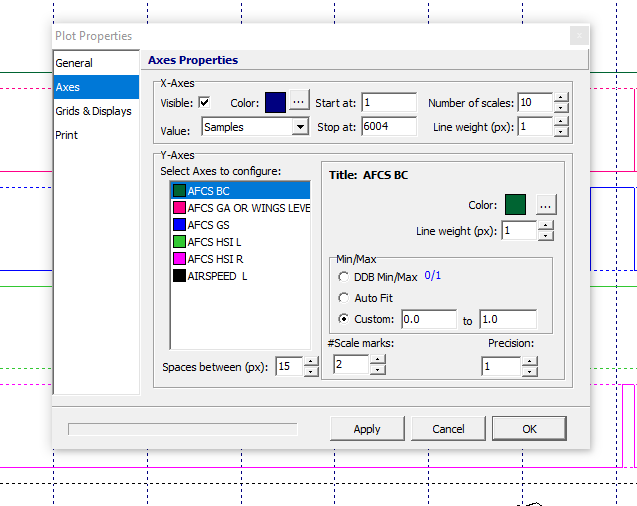 Plot Properties
General
Axes
Grids & Displays
Print
Axes Properties
X-Axes
Visible: Color: ... Start at: 1 Number of scales: 10
Value: Samples Stop at: 6004 Line weight (px): 1
Y-Axes
Select Axes to configure:
AFCS BC
AFCS GA OR WINGS LEVE
AFCS GS
AFCS HSI L
AFCS HSI R
AIRSPEED L
Spaces between (px): 15
Title: AFCS BC
Color: ...
Line weight (px): 1
Min/Max
DDB Min/Max 0/1
Auto Fit
Custom: 0.0 to 1.0
#Scale marks: Precision:
2 1
Apply Cancel OK